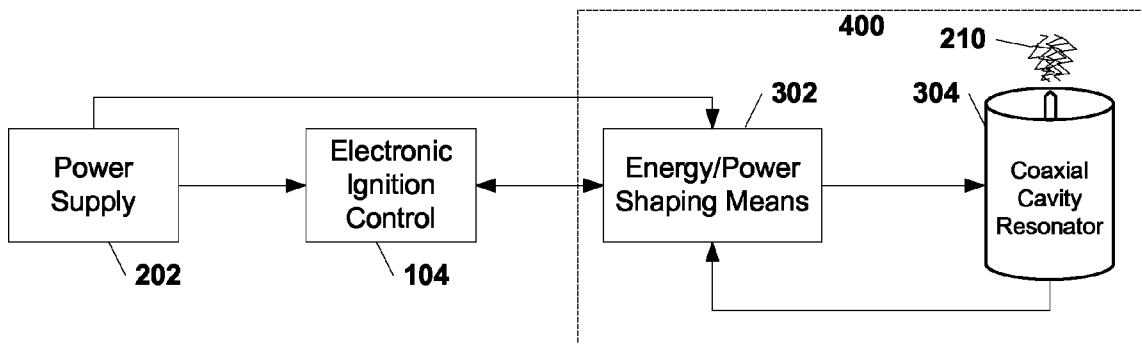 400
210
302
304
Power
Supply
Electronic
Ignition
Control
Energy/Power
Shaping Means
Coaxial
Cavity
Resonator
202
104